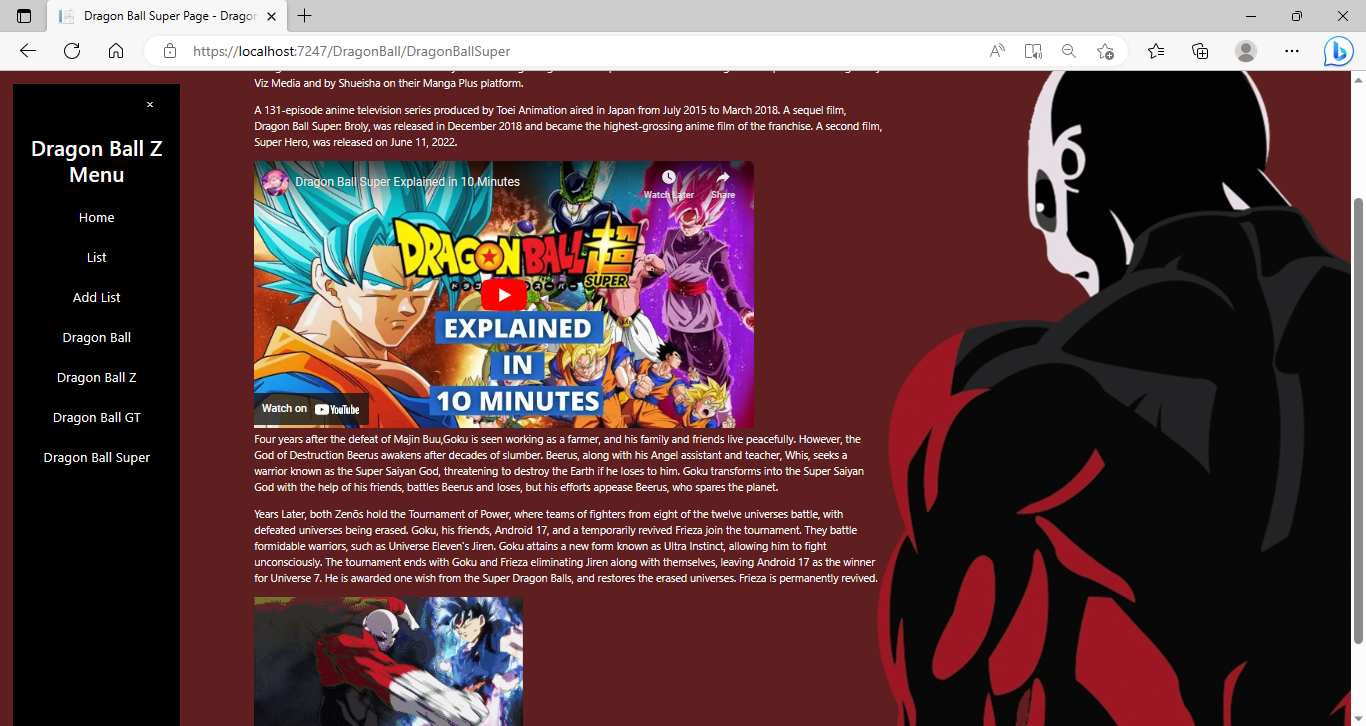 Dragon Ball Super Page - Dragon
https://localhost:7247/DragonBall/DragonBallSuper
×
Dragon Ball Z
Menu
Home
List
Add List
Dragon Ball
Dragon Ball Z
Dragon Ball GT
Dragon Ball Super
Viz Media and by Shueisha on their Manga Plus platform.
A 131-episode anime television series produced by Toei Animation aired in Japan from July 2015 to March 2018. A sequel film,
Dragon Ball Super: Broly, was released in December 2018 and became the highest-grossing anime film of the franchise. A second film,
Super Hero, was released on June 11, 2022.
Dragon Ball Super Explained in 10 Minutes
Watch Later
Share
DRAGONBALL超
SUPER
EXPLAINED
IN
10 MINUTES
Watch on YouTube
Four years after the defeat of Majin Buu,Goku is seen working as a farmer, and his family and friends live peacefully. However, the
God of Destruction Beerus awakens after decades of slumber. Beerus, along with his Angel assistant and teacher, Whis, seeks a
warrior known as the Super Saiyan God, threatening to destroy the Earth if he loses to him. Goku transforms into the Super Saiyan
God with the help of his friends, battles Beerus and loses, but his efforts appease Beerus, who spares the planet.
Years Later, both Zenōs hold the Tournament of Power, where teams of fighters from eight of the twelve universes battle, with
defeated universes being erased. Goku, his friends, Android 17, and a temporarily revived Frieza join the tournament. They battle
formidable warriors, such as Universe Eleven's Jiren. Goku attains a new form known as Ultra Instinct, allowing him to fight
unconsciously. The tournament ends with Goku and Frieza eliminating Jiren along with themselves, leaving Android 17 as the winner
for Universe 7. He is awarded one wish from the Super Dragon Balls, and restores the erased universes. Frieza is permanently revived.